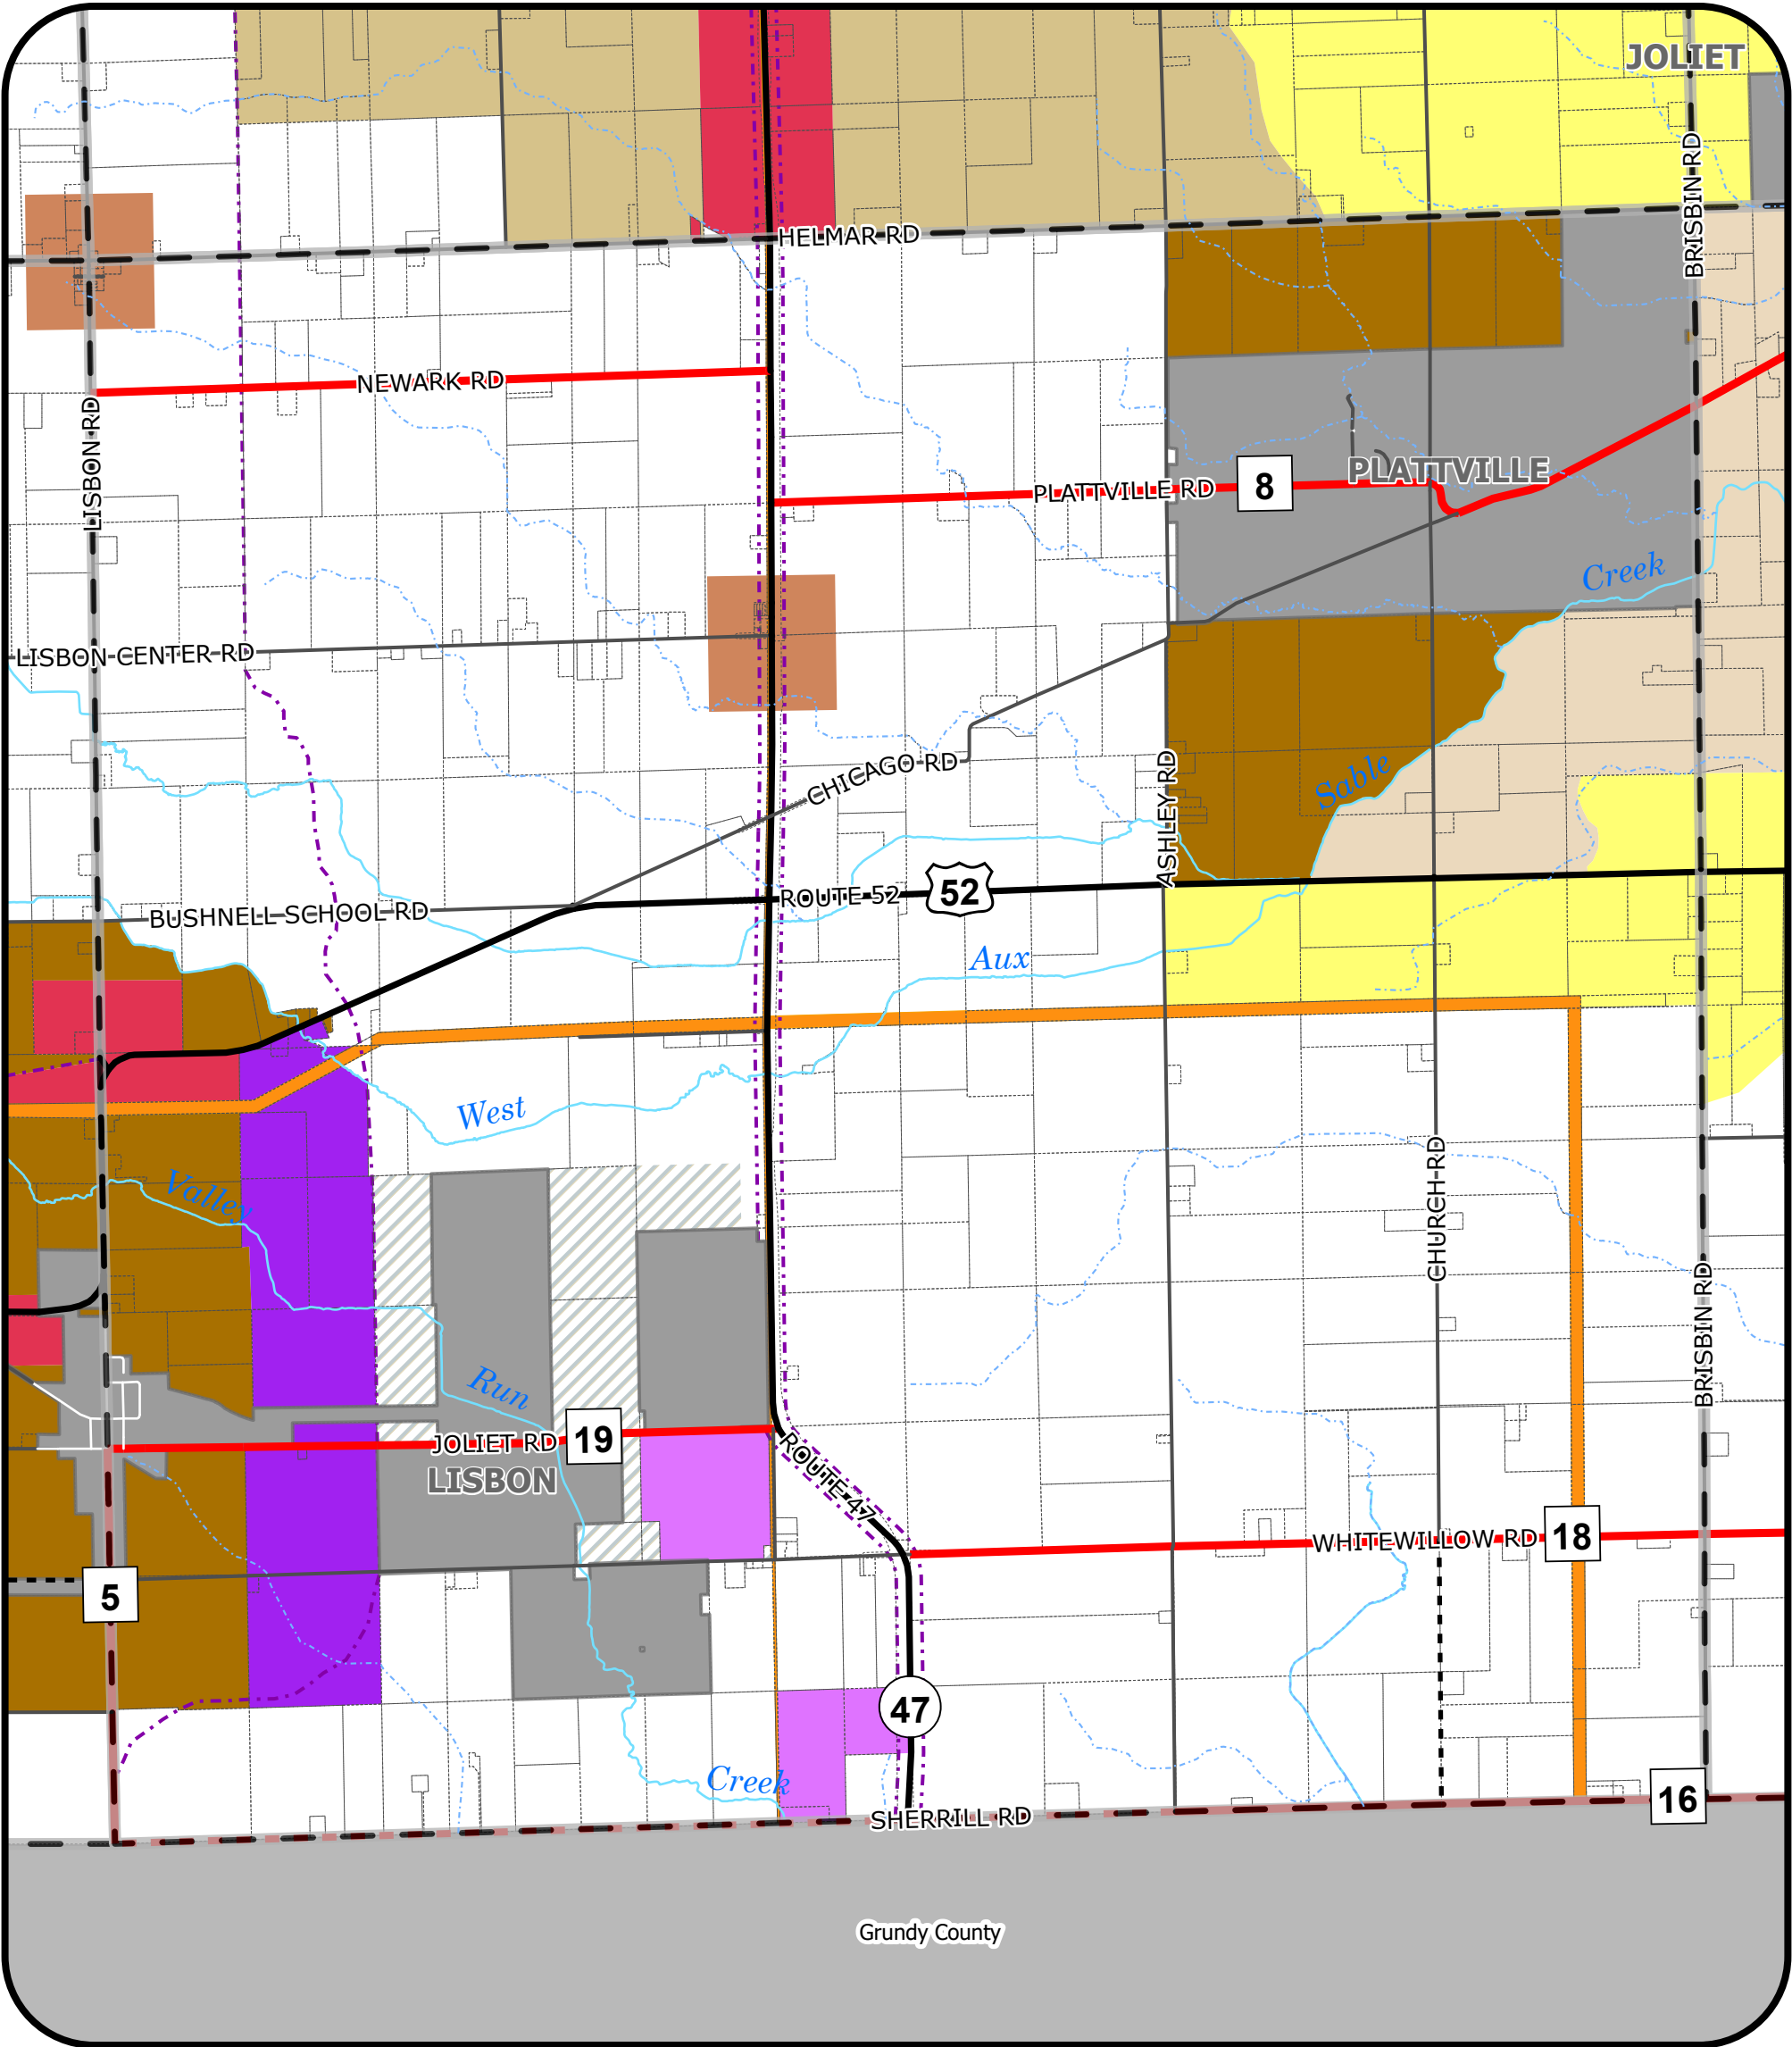 JOLIET
BRISBIN RD
HELMAR RD
NEWARK RD
LISBON RD
PLATTVILLE
PLATTVILLE RD
8
Creek
LISBON CENTER RD
CHICAGO RD
Sable
ASHLEY RD
ROUTE 52
52
BUSHNELL SCHOOL RD
Aux
West
Valley
CHURCH RD
BRISBIN RD
Run
JOLIET RD
19
LISBON
ROUTE 47
WHITEWILLOW RD
18
5
47
Creek
16
SHERRILL RD
Grundy County